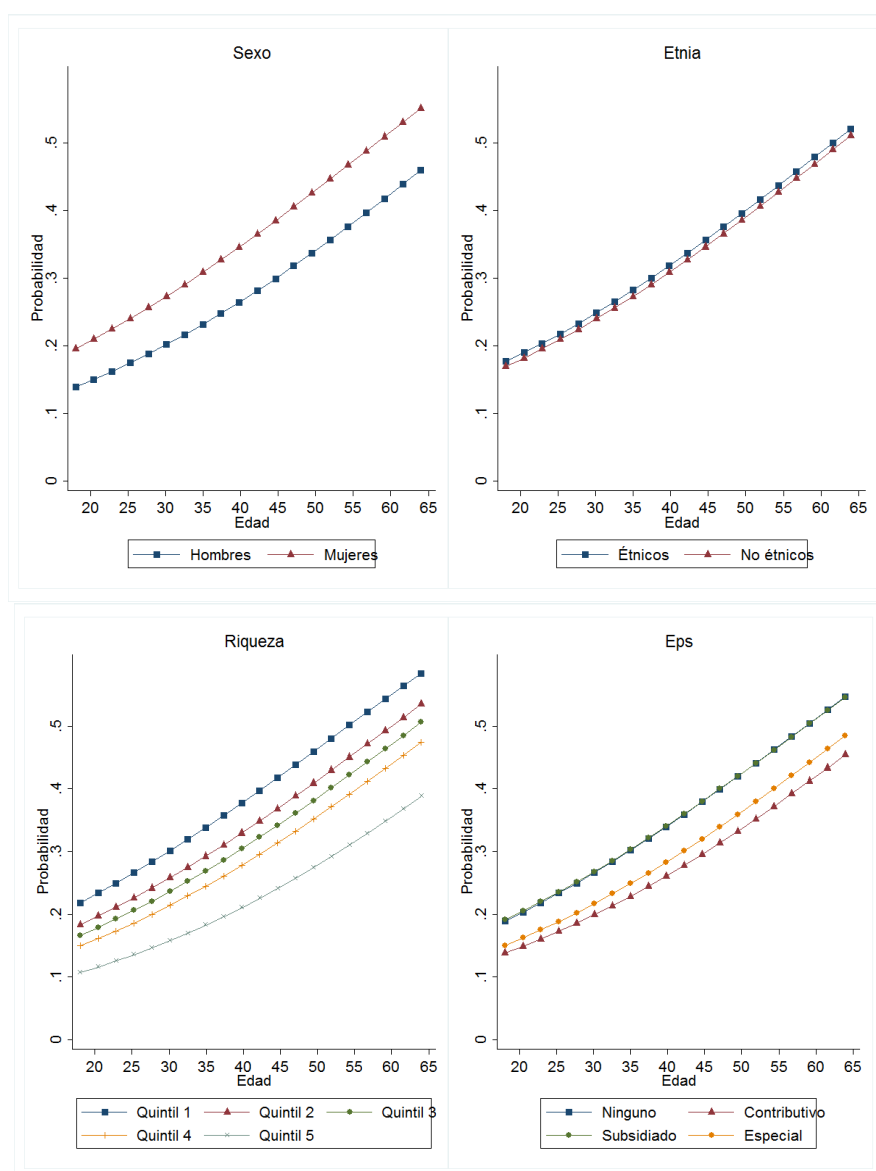 Sexo
Probabilidad
0 .1 .2 .3 .4 .5
20 25 30 35 40 45 50 55 60 65
Edad
Hombres Mujeres
Etnia
Probabilidad
0 .1 .2 .3 .4 .5
20 25 30 35 40 45 50 55 60 65
Edad
Étnicos No étnicos
Riqueza
Probabilidad
0 .1 .2 .3 .4 .5
20 25 30 35 40 45 50 55 60 65
Edad
Quintil 1 Quintil 2 Quintil 3
Quintil 4 Quintil 5
Eps
Probabilidad
0 .1 .2 .3 .4 .5
20 25 30 35 40 45 50 55 60 65
Edad
Ninguno Contributivo
Subsidiado Especial